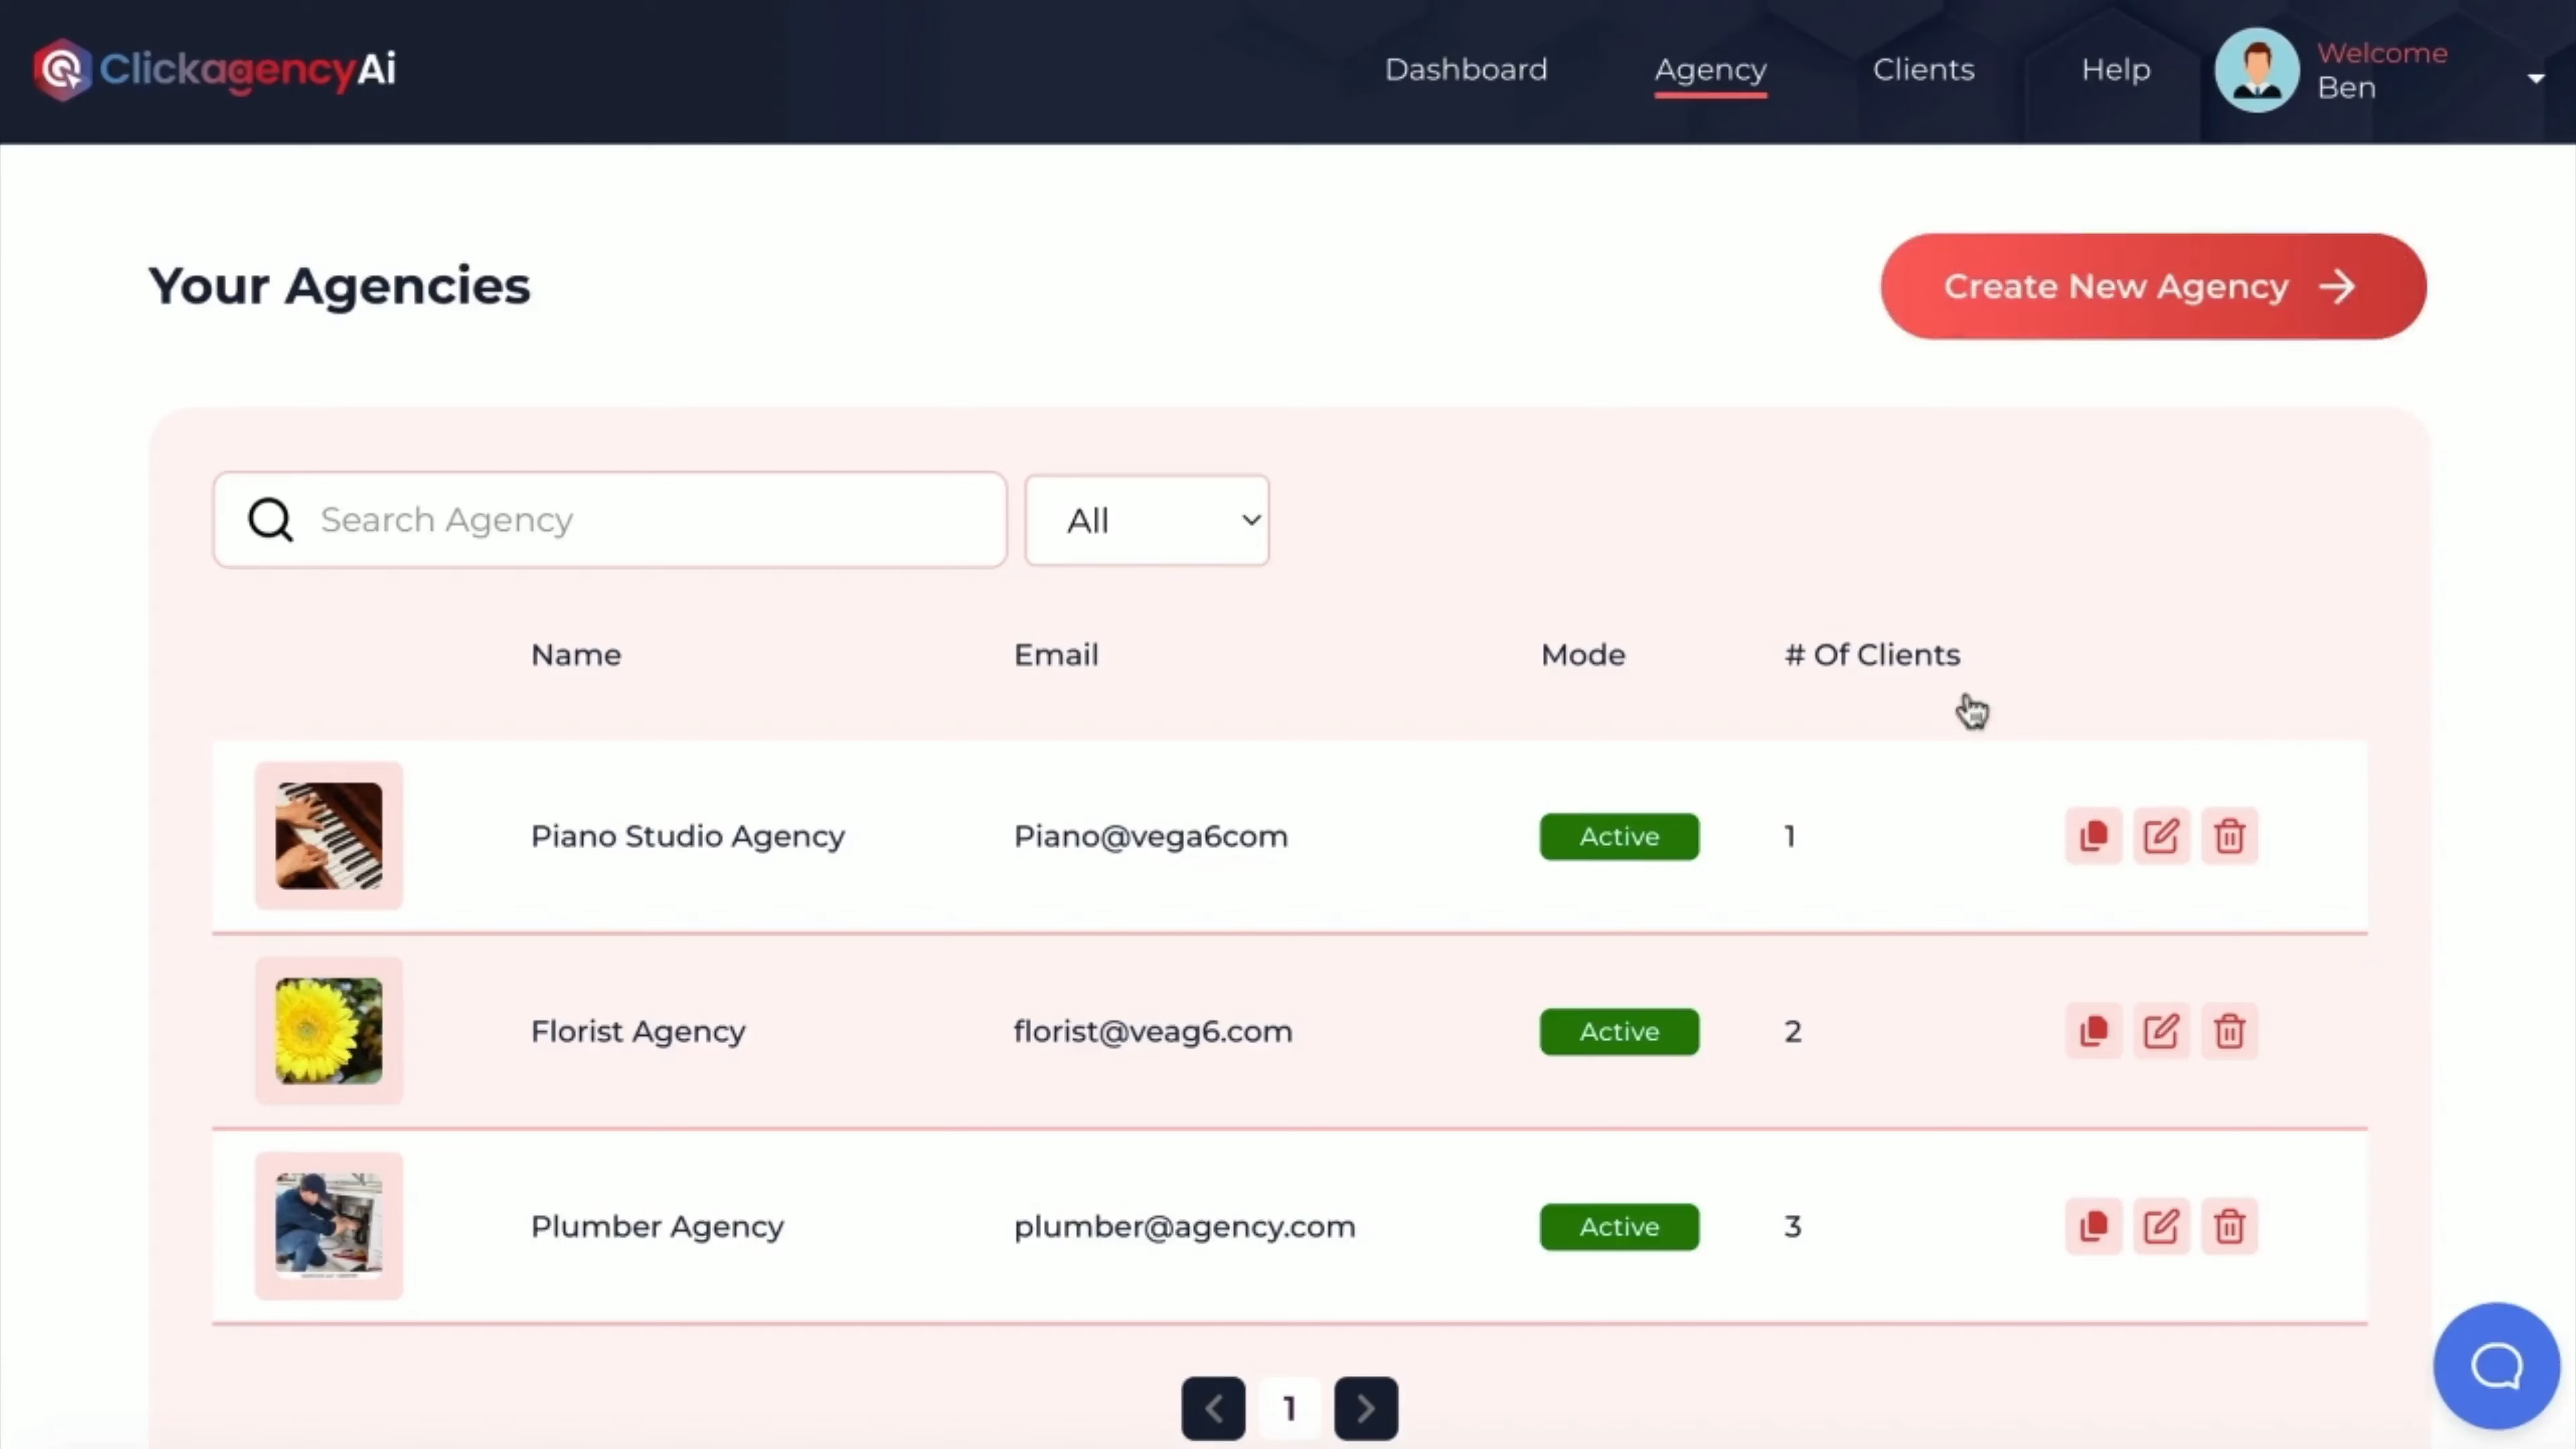 ClickagencyAi
Dashboard
Agency
Clients
Help
Welcome
Ben
Your Agencies
Create New Agency
Search Agency
All
Name
Email
Mode
# Of Clients
Piano Studio Agency
Piano@vega6com
Active
1
Florist Agency
florist@veag6.com
Active
2
Plumber Agency
plumber@agency.com
Active
3
1